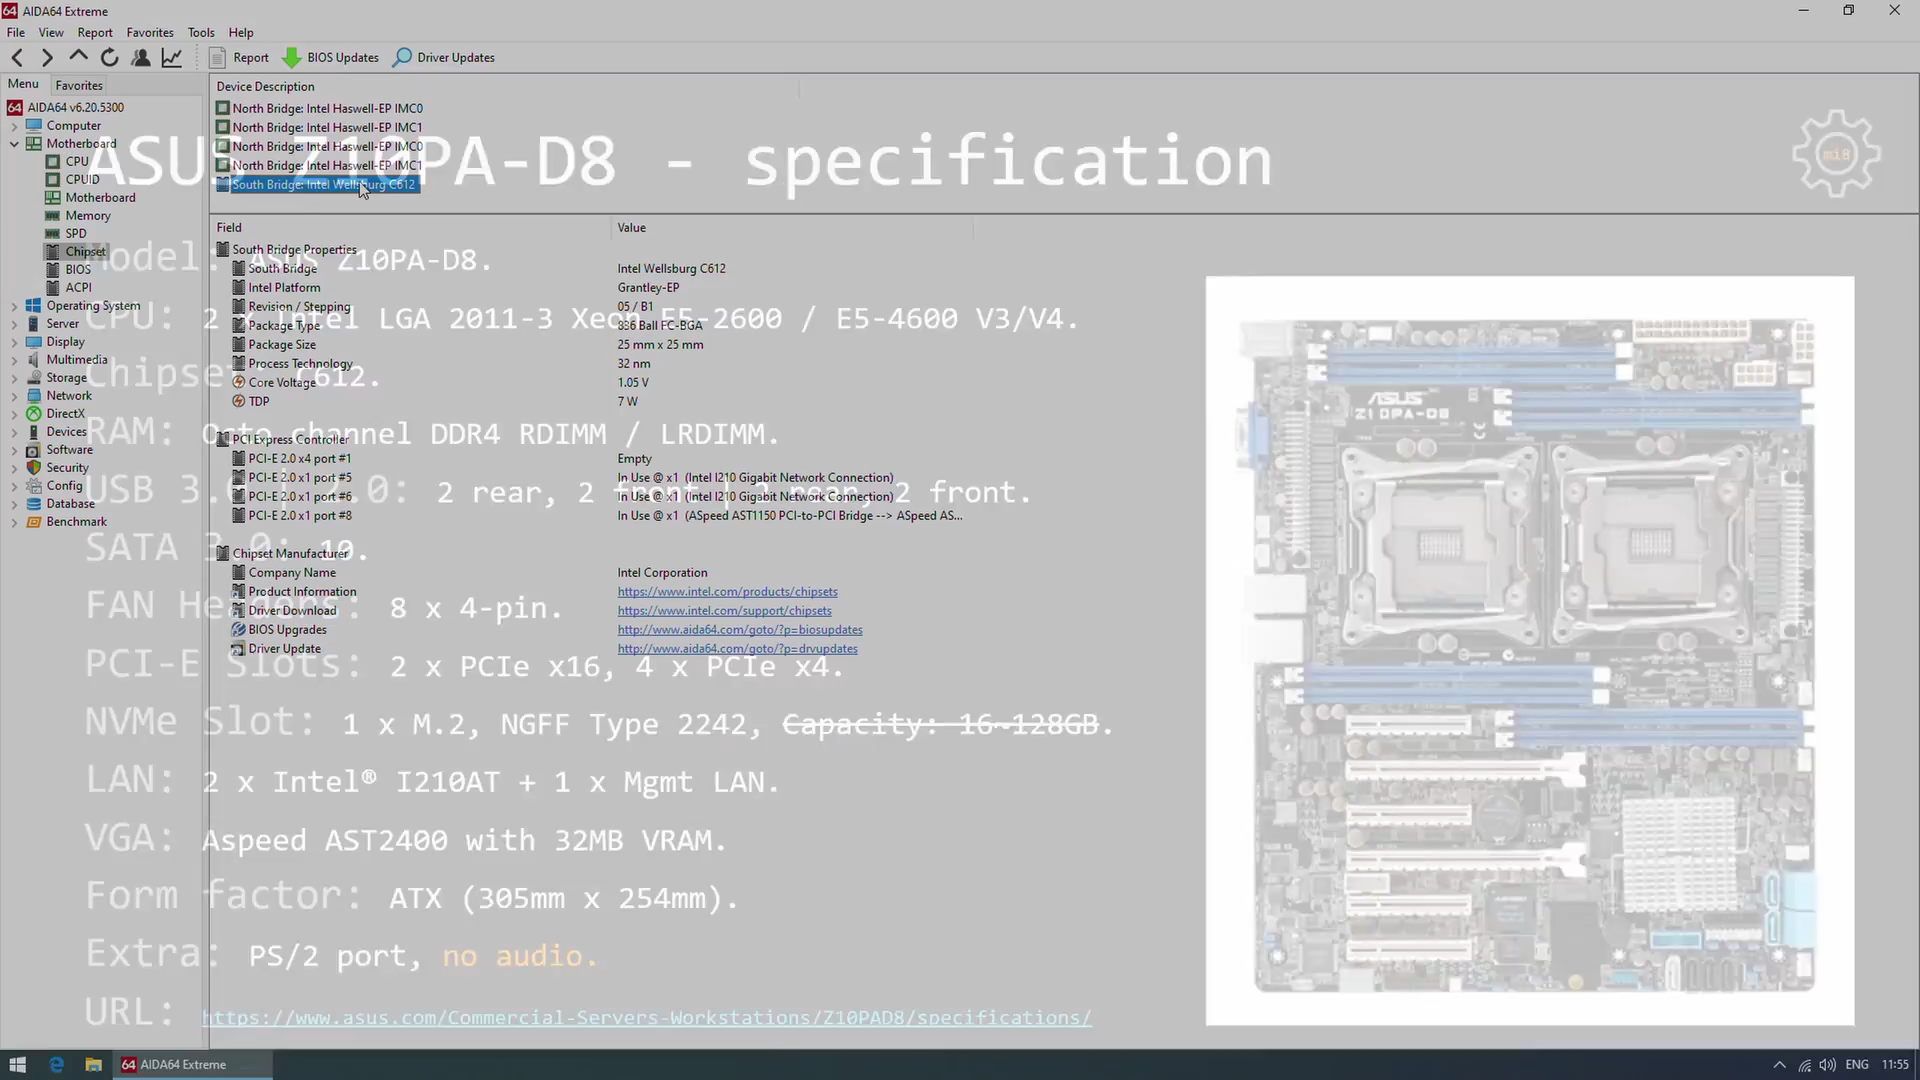 AIDA64 Extreme
File View Report Favorites Tools Help
Report BIOS Updates Driver Updates
Menu Favorites
AIDA64 v6.20.5300
Computer
Motherboard
CPU
CPUID
Motherboard
Memory
SPD
Chipset
BIOS
ACPI
Operating System
Server
Display
Multimedia
Storage
Network
DirectX
Devices
Software
Security
Config
Database
Benchmark
Device Description
North Bridge: Intel Haswell-EP IMC0
North Bridge: Intel Haswell-EP IMC1
North Bridge: Intel Haswell-EP IMC0
North Bridge: Intel Haswell-EP IMC1
South Bridge: Intel Wellsburg C612
Field Value
South Bridge Properties
South Bridge Intel Wellsburg C612
Intel Platform Grantley-EP
Revision / Stepping 05 / B1
Package Type 836 Ball FC-BGA
Package Size 25 mm x 25 mm
Process Technology 32 nm
Core Voltage 1.05 V
TDP 7 W
PCI Express Controller
PCI-E 2.0 x4 port #1 Empty
PCI-E 2.0 x1 port #5 In Use @ x1 (Intel I210 Gigabit Network Connection)
PCI-E 2.0 x1 port #6 In Use @ x1 (Intel I210 Gigabit Network Connection)
PCI-E 2.0 x1 port #8 In Use @ x1 (ASpeed AST1150 PCI-to-PCI Bridge --> ASpeed AS...
Chipset Manufacturer
Company Name Intel Corporation
Product Information https://www.intel.com/products/chipsets
Driver Download https://www.intel.com/support/chipsets
BIOS Upgrades http://www.aida64.com/goto/?p=biosupdates
Driver Update http://www.aida64.com/goto/?p=drvupdates
ASUS Z10PA-D8 - specification
mi8
Model: ASUS Z10PA-D8.
CPU: 2 x Intel LGA 2011-3 Xeon E5-2600 / E5-4600 V3/V4.
Chipset: C612.
RAM: Octo channel DDR4 RDIMM / LRDIMM.
USB 3.0 | 2.0: 2 rear, 2 front | 2 rear, 2 front.
SATA 3.0: 10.
FAN Headers: 8 x 4-pin.
PCI-E Slots: 2 x PCIe x16, 4 x PCIe x4.
NVMe Slot: 1 x M.2, NGFF Type 2242, Capacity: 16~128GB.
LAN: 2 x Intel® I210AT + 1 x Mgmt LAN.
VGA: Aspeed AST2400 with 32MB VRAM.
Form factor: ATX (305mm x 254mm).
Extra: PS/2 port, no audio.
URL: https://www.asus.com/Commercial-Servers-Workstations/Z10PAD8/specifications/
ASUS
Z10PA-D8
AIDA64 Extreme
ENG 11:55